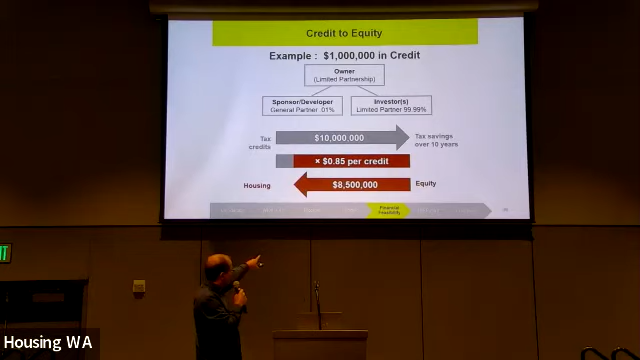 Credit to Equity
Example : $1,000,000 in Credit
Owner
(Limited Partnership)
Sponsor/Developer
General Partner .01%
Investor(s)
Limited Partner 99.99%
Tax
credits
$10,000,000
Tax savings
over 10 years
× $0.85 per credit
Housing
$8,500,000
Equity
Financial
Feasibility
Housing WA